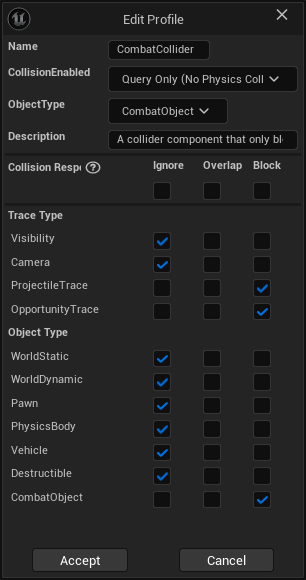 Edit Profile
Name CombatCollider
CollisionEnabled Query Only (No Physics Coll
ObjectType CombatObject
Description A collider component that only bl
Collision Resp ? Ignore Overlap Block
Trace Type
Visibility
Camera
ProjectileTrace
OpportunityTrace
Object Type
WorldStatic
WorldDynamic
Pawn
PhysicsBody
Vehicle
Destructible
CombatObject
Accept Cancel